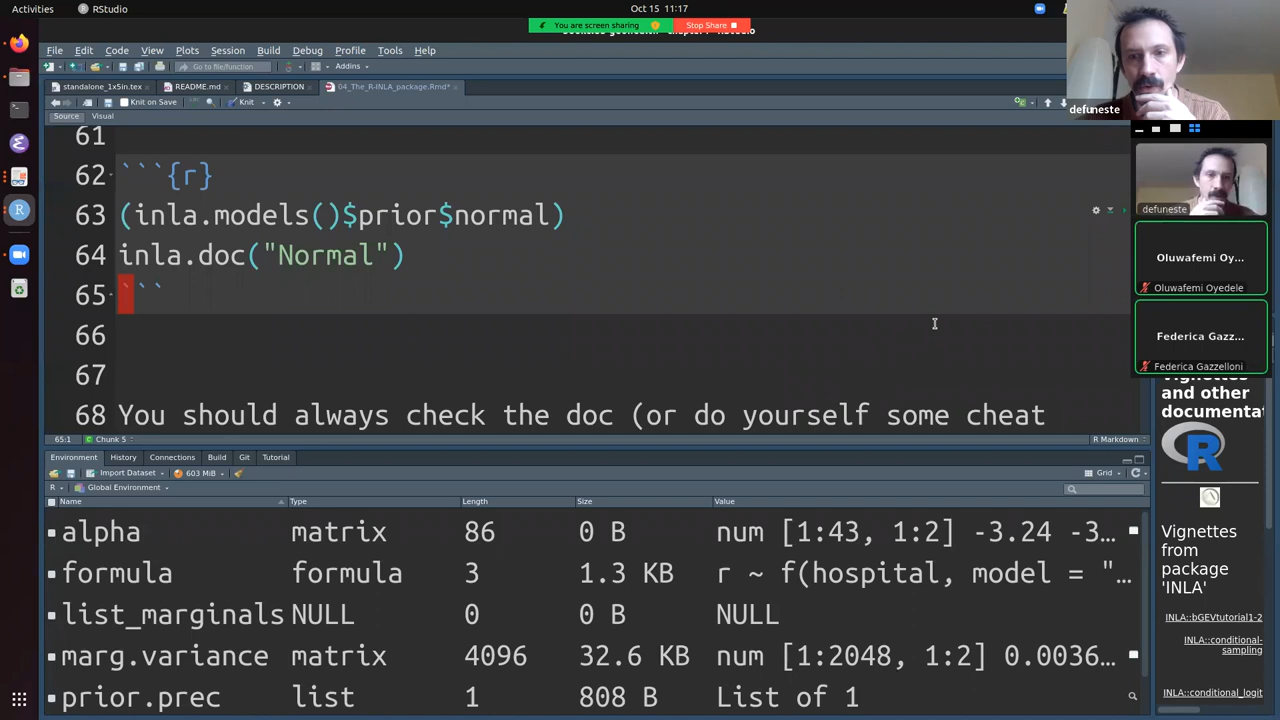 Activities
RStudio
Oct 15 11:17
You are screen sharing
Stop Share
File Edit Code View Plots Session Build Debug Profile Tools Help
Go to file/function
Addins
standalone_1x5in.tex
README.md
DESCRIPTION
04_The_R-INLA_package.Rmd*
Knit on Save
Knit
Source Visual
61
62 ```{r}
63 (inla.models()$prior$normal)
64 inla.doc("Normal")
65 ```
66
67
68 You should always check the doc (or do yourself some cheat
65:1 Chunk 5
R Markdown
Environment History Connections Build Git Tutorial
Import Dataset 603 MiB
Grid
R Global Environment
Name Type Length Size Value
alpha matrix 86 0 B num [1:43, 1:2] -3.24 -3…
formula formula 3 1.3 KB r ~ f(hospital, model = "…
list_marginals NULL 0 0 B NULL
marg.variance matrix 4096 32.6 KB num [1:2048, 1:2] 0.0036…
prior.prec list 1 808 B List of 1
defuneste
defuneste
Oluwafemi Oy...
Oluwafemi Oyedele
Federica Gazz...
Federica Gazzelloni
and other
documentat
R
Vignettes
from
package
'INLA'
INLA::bGEVtutorial1-2
INLA::conditional-
sampling
INLA::conditional_logit